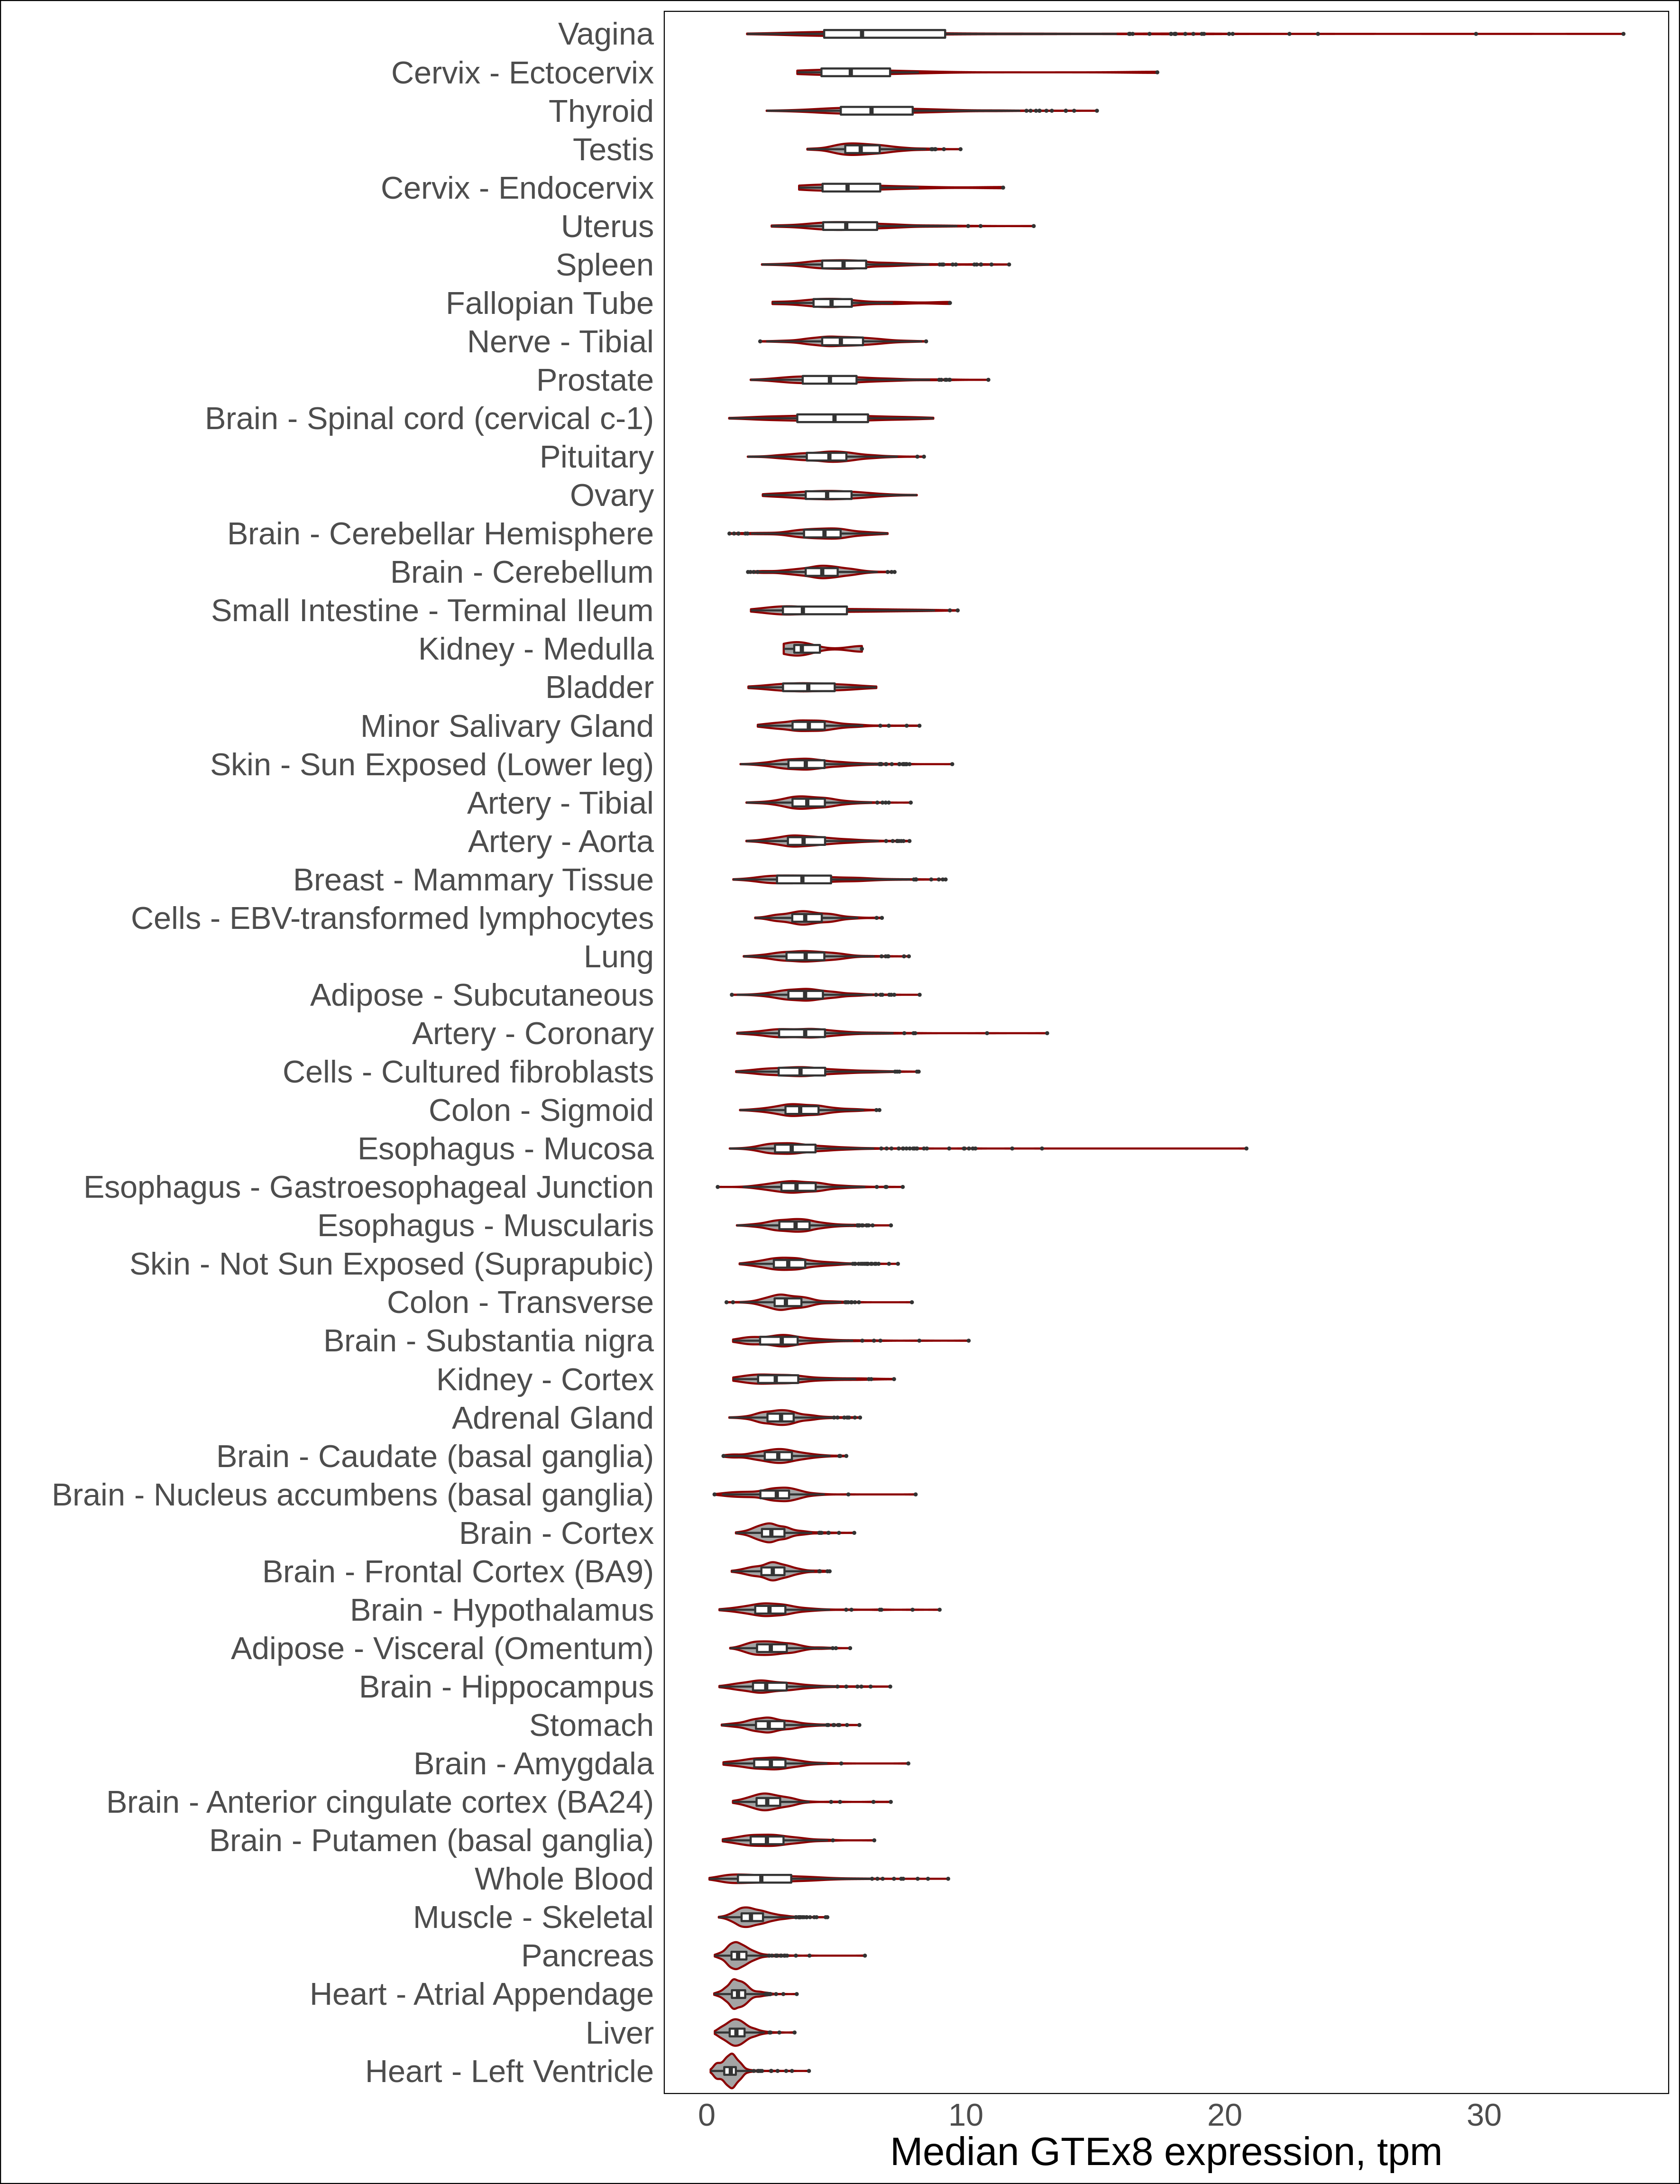 Vagina
Cervix - Ectocervix
Thyroid
Testis
Cervix - Endocervix
Uterus
Spleen
Fallopian Tube
Nerve - Tibial
Prostate
Brain - Spinal cord (cervical c-1)
Pituitary
Ovary
Brain - Cerebellar Hemisphere
Brain - Cerebellum
Small Intestine - Terminal Ileum
Kidney - Medulla
Bladder
Minor Salivary Gland
Skin - Sun Exposed (Lower leg)
Artery - Tibial
Artery - Aorta
Breast - Mammary Tissue
Cells - EBV-transformed lymphocytes
Lung
Adipose - Subcutaneous
Artery - Coronary
Cells - Cultured fibroblasts
Colon - Sigmoid
Esophagus - Mucosa
Esophagus - Gastroesophageal Junction
Esophagus - Muscularis
Skin - Not Sun Exposed (Suprapubic)
Colon - Transverse
Brain - Substantia nigra
Kidney - Cortex
Adrenal Gland
Brain - Caudate (basal ganglia)
Brain - Nucleus accumbens (basal ganglia)
Brain - Cortex
Brain - Frontal Cortex (BA9)
Brain - Hypothalamus
Adipose - Visceral (Omentum)
Brain - Hippocampus
Stomach
Brain - Amygdala
Brain - Anterior cingulate cortex (BA24)
Brain - Putamen (basal ganglia)
Whole Blood
Muscle - Skeletal
Pancreas
Heart - Atrial Appendage
Liver
Heart - Left Ventricle
0 10 20 30
Median GTEx8 expression, tpm